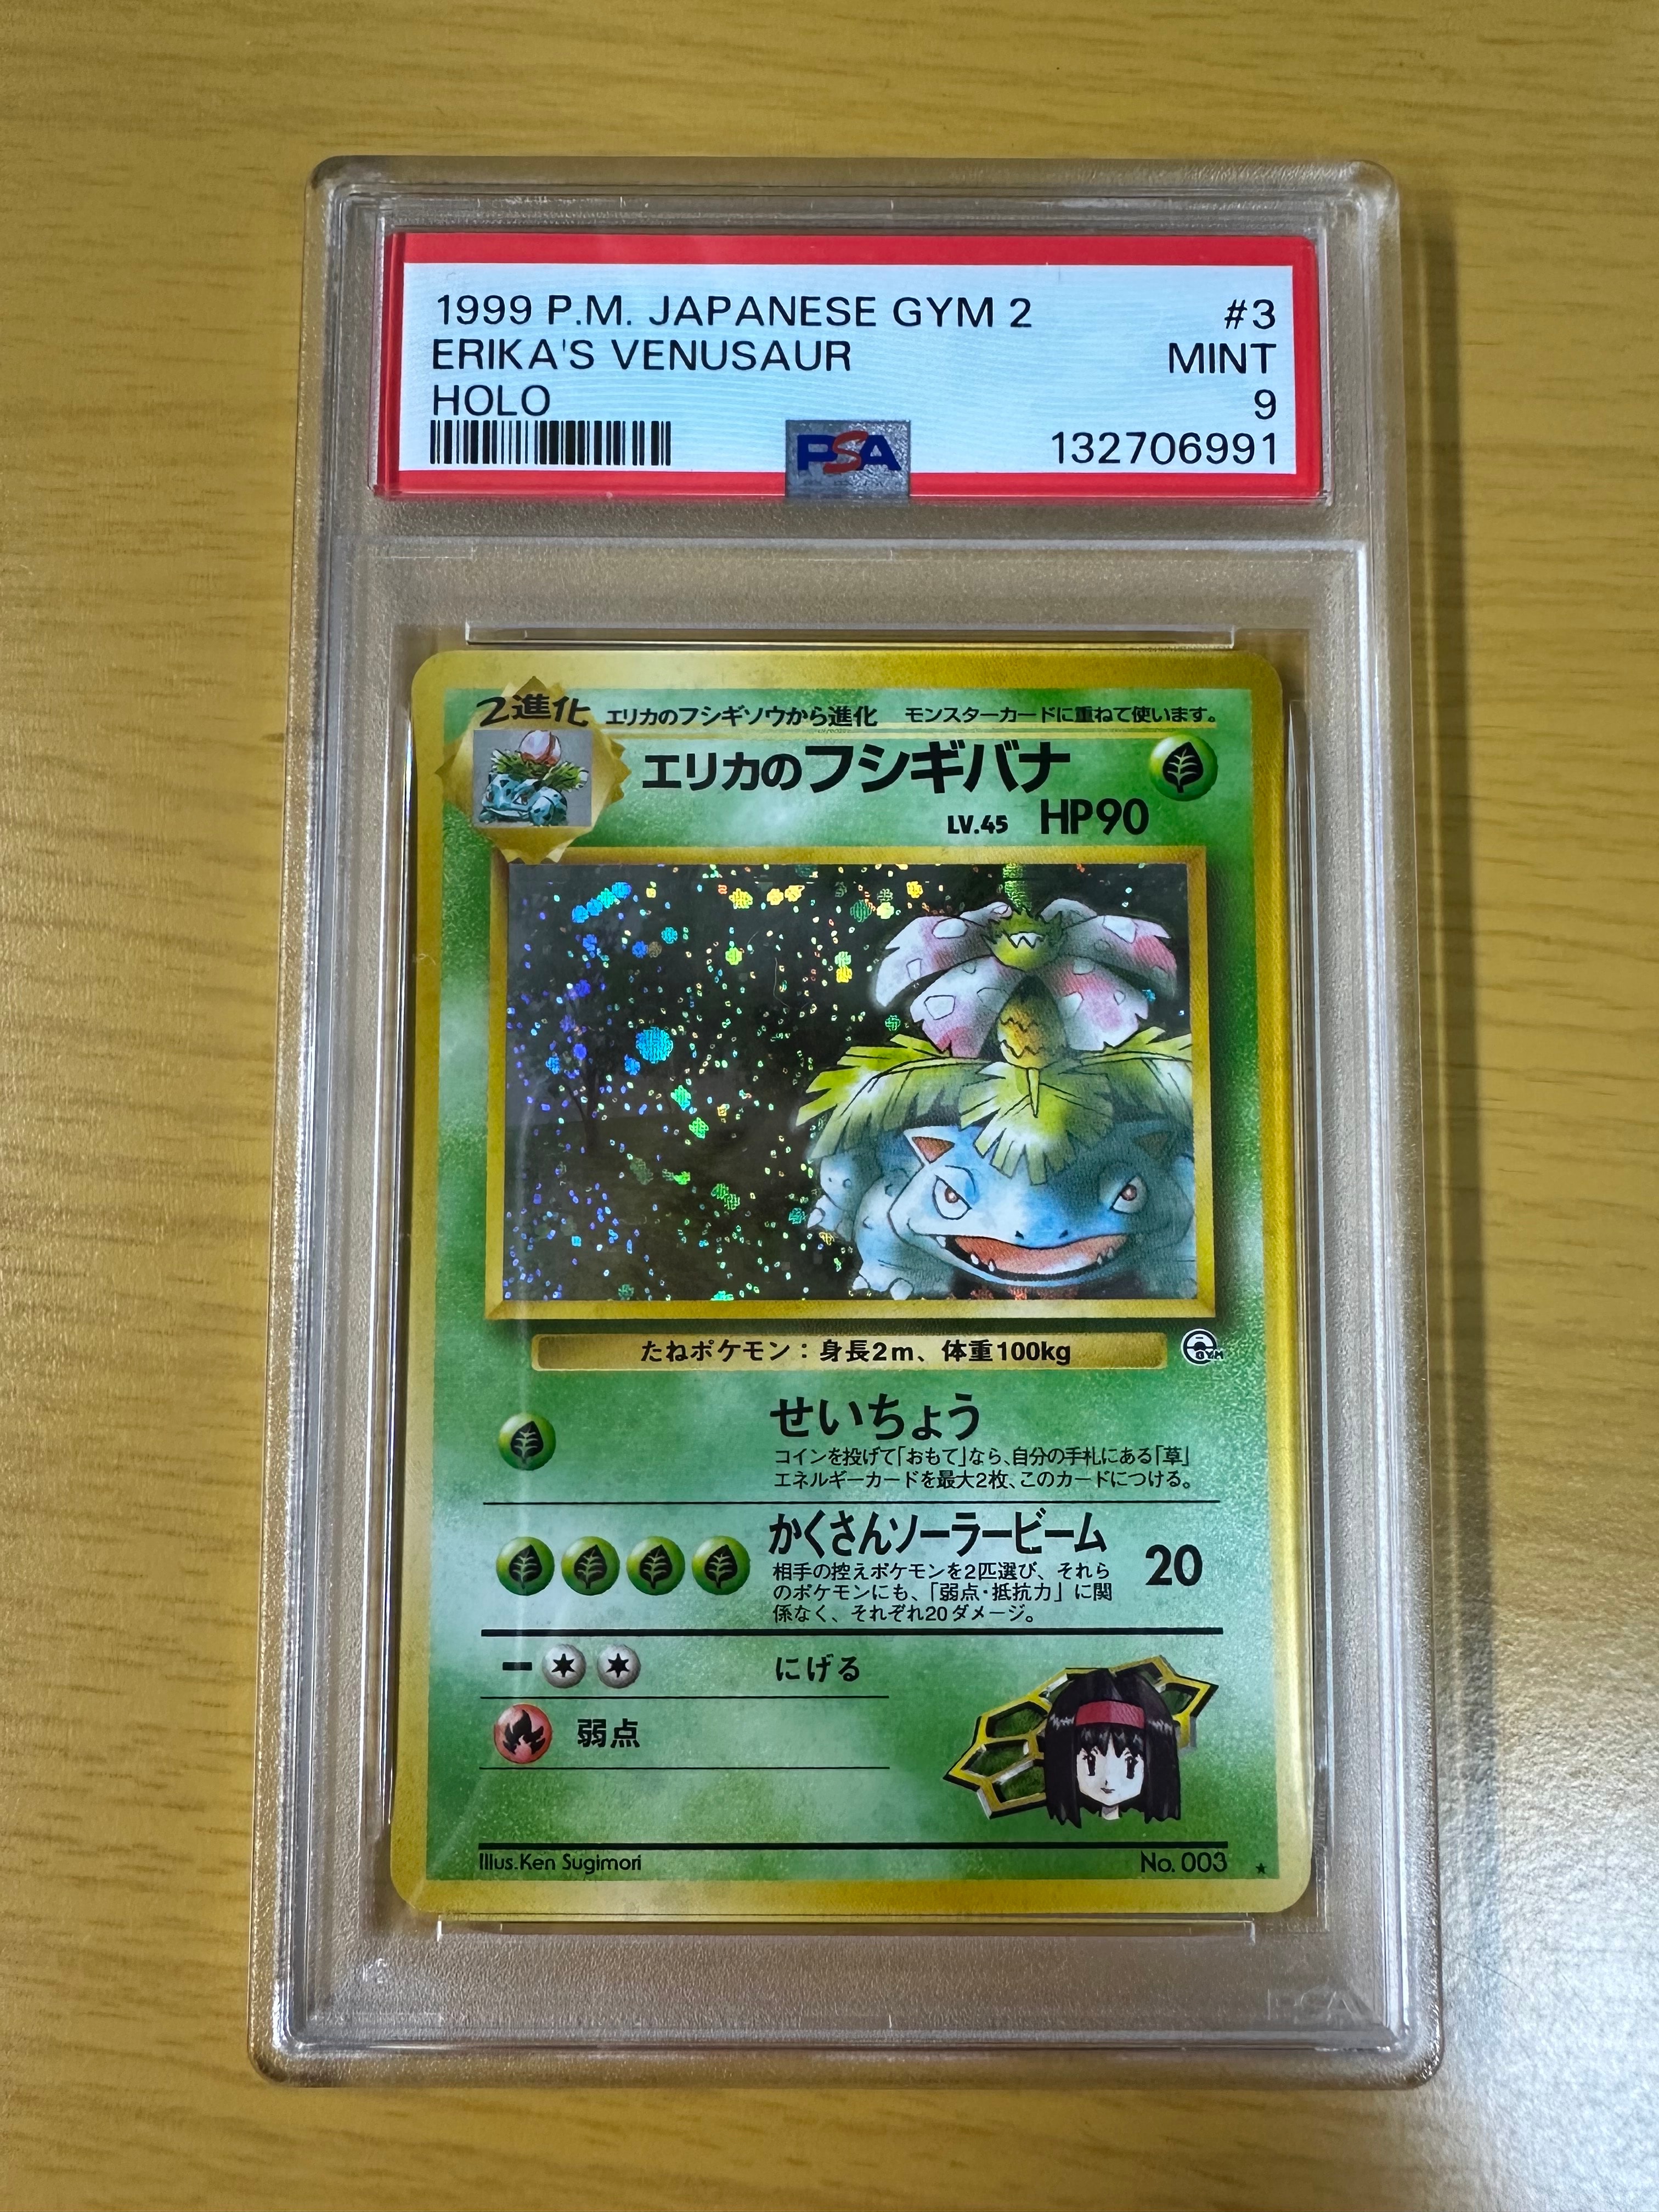 1999 P.M. JAPANESE GYM 2 #3
ERIKA'S VENUSAUR MINT
HOLO 9
PSA 132706991
2進化 エリカのフシギソウから進化 モンスターカードに重ねて使います。
エリカのフシギバナ
LV.45 HP90
たねポケモン：身長2m、体重100kg
GYM
せいちょう
コインを投げて「おもて」なら、自分の手札にある「草」
エネルギーカードを最大2枚、このカードにつける。
かくさんソーラービーム 20
相手の控えポケモンを2匹選び、それら
のポケモンにも、「弱点・抵抗力」に関
係なく、それぞれ20ダメージ。
にげる
弱点
Illus.Ken Sugimori No. 003 ★
PSA